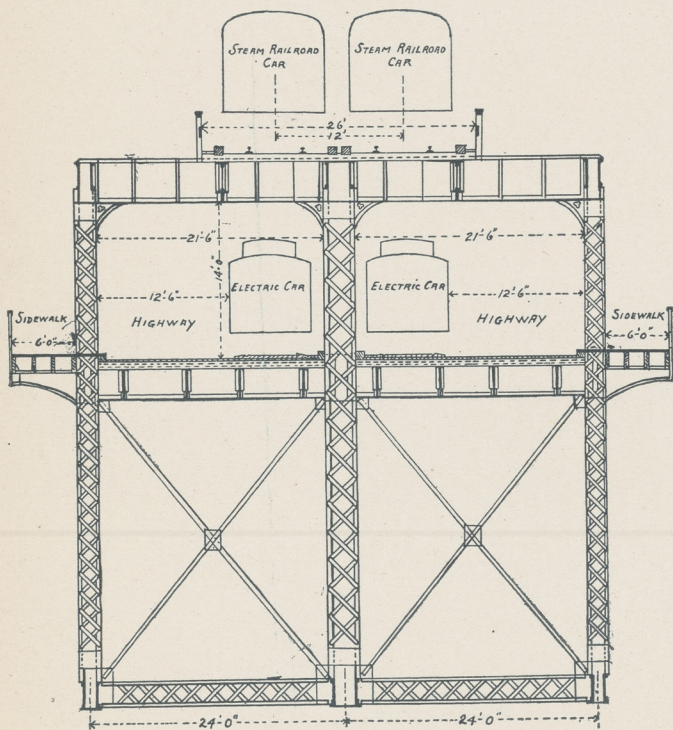 STEAM RAILROAD
CAR
STEAM RAILROAD
CAR
26'
12'
21'-6"
21'-6"
14'-0"
ELECTRIC CAR
ELECTRIC CAR
12'-6"
12'-6"
HIGHWAY
HIGHWAY
SIDEWALK
6'-0"
SIDEWALK
6'-0"
24'-0"
24'-0"